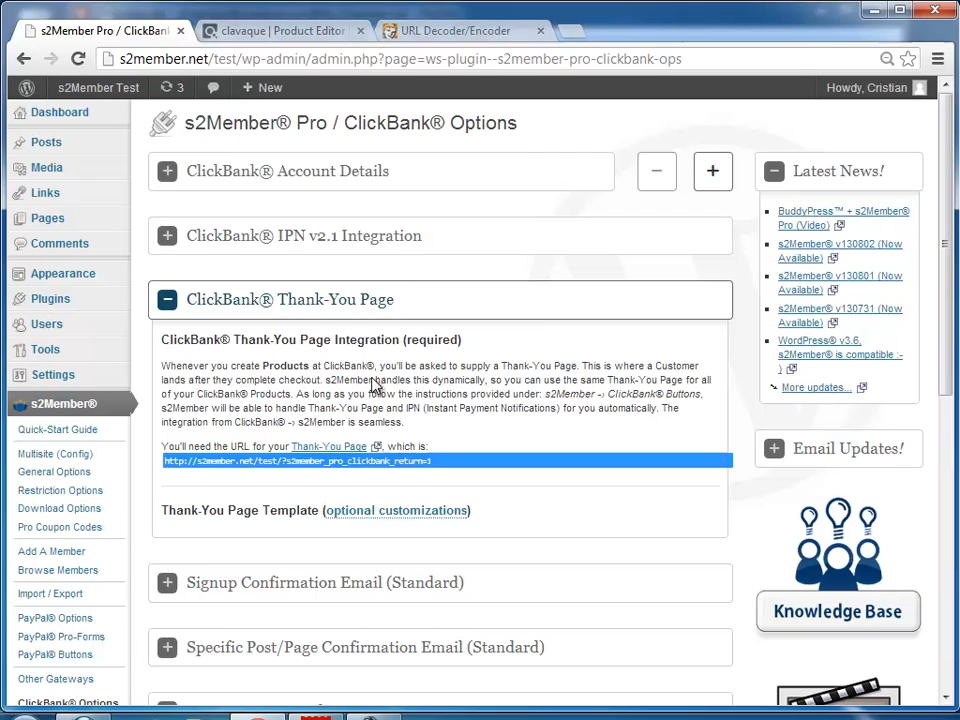 s2Member Pro / ClickBan
clavaque | Product Editor
URL Decoder/Encoder
s2member.net/test/wp-admin/admin.php?page=ws-plugin--s2member-pro-clickbank-ops
s2Member Test
3
New
Howdy, Cristian
Dashboard
Posts
Media
Links
Pages
Comments
Appearance
Plugins
Users
Tools
Settings
s2Member®
Quick-Start Guide
Multisite (Config)
General Options
Restriction Options
Download Options
Pro Coupon Codes
Add A Member
Browse Members
Import / Export
PayPal® Options
PayPal® Pro-Forms
PayPal® Buttons
Other Gateways
ClickBank® Options
s2Member® Pro / ClickBank® Options
ClickBank® Account Details
ClickBank® IPN v2.1 Integration
ClickBank® Thank-You Page
ClickBank® Thank-You Page Integration (required)
Whenever you create Products at ClickBank®, you'll be asked to supply a Thank-You Page. This is where a Customer
lands after they complete checkout. s2Member handles this dynamically, so you can use the same Thank-You Page for all
of your ClickBank® Products. As long as you follow the instructions provided under: s2Member -› ClickBank® Buttons,
s2Member will be able to handle Thank-You Page and IPN (Instant Payment Notifications) for you automatically. The
integration from ClickBank® -› s2Member is seamless.
You'll need the URL for your Thank-You Page, which is:
http://s2member.net/test/?s2member_pro_clickbank_return=1
Thank-You Page Template (optional customizations)
Signup Confirmation Email (Standard)
Specific Post/Page Confirmation Email (Standard)
Latest News!
BuddyPress™ + s2Member®
Pro (Video)
s2Member® v130802 (Now
Available)
s2Member® v130801 (Now
Available)
s2Member® v130731 (Now
Available)
WordPress® v3.6,
s2Member® is compatible :-
)
More updates...
Email Updates!
Knowledge Base